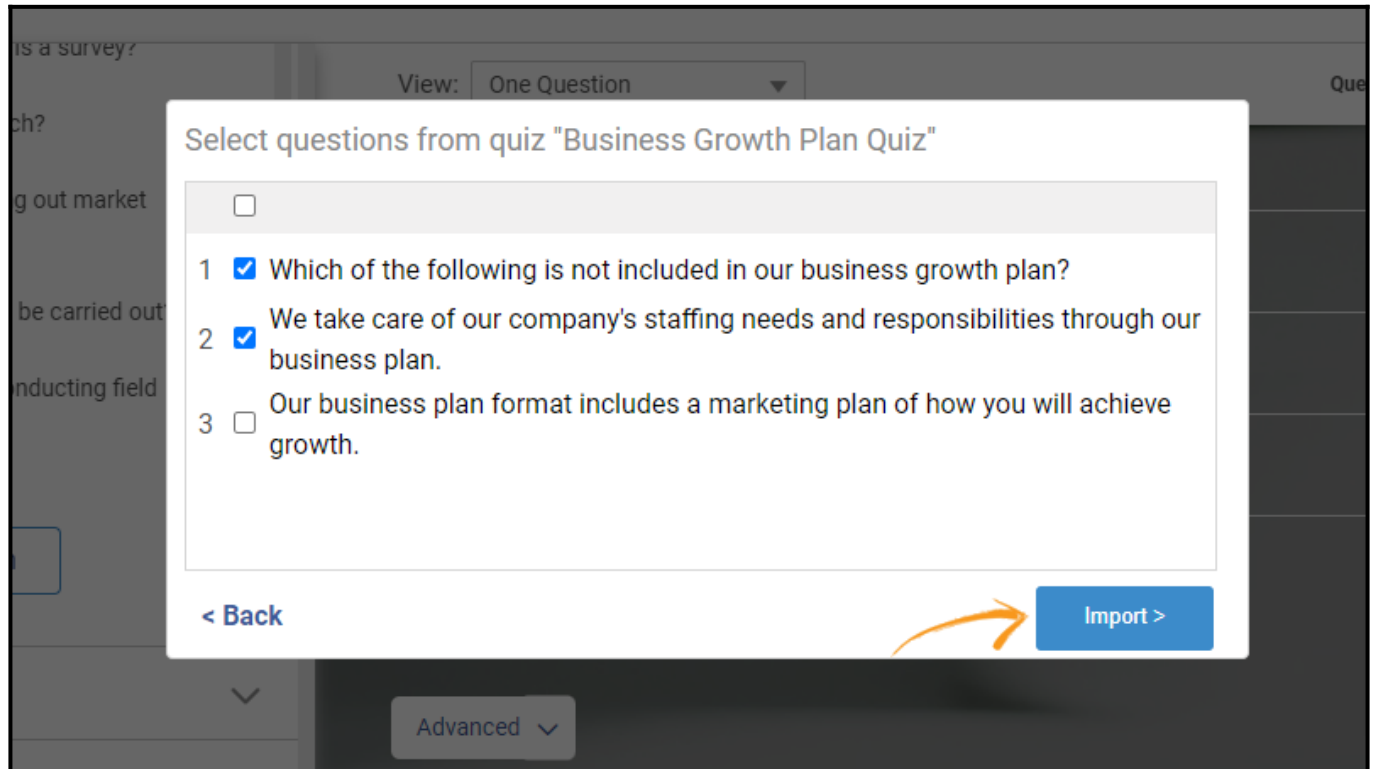 is a survey?
ch?
g out market
be carried out
nducting field
View: One Question
Que
Select questions from quiz "Business Growth Plan Quiz"
1 Which of the following is not included in our business growth plan?
2 We take care of our company's staffing needs and responsibilities through our
business plan.
3 Our business plan format includes a marketing plan of how you will achieve
growth.
< Back
Import >
Advanced